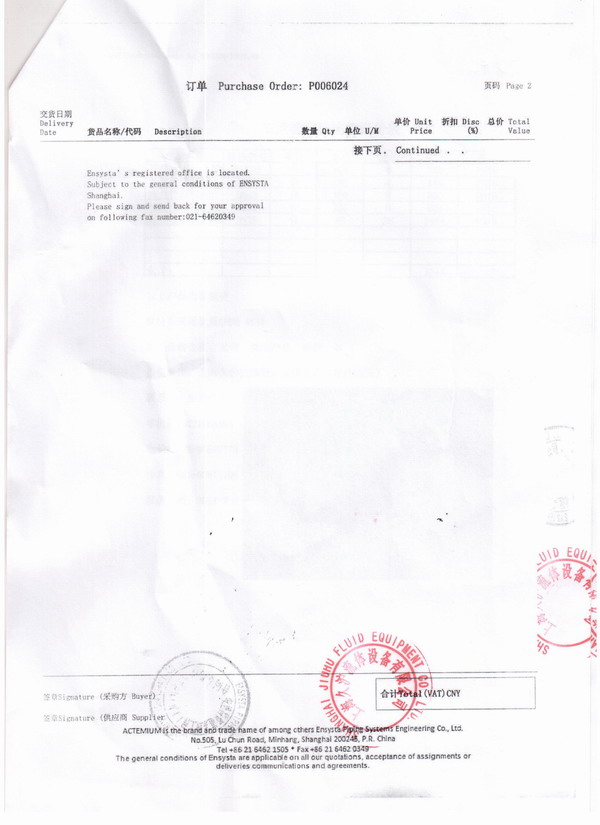 订单 Purchase Order: P006024
页码 Page 2
交货日期
Delivery
Date
货品名称/代码 Description
数量 Qty
单位 U/M
单价 Unit
Price
折扣 Disc
(%)
总价 Total
Value
接下页. Continued . .
Ensysta' a registered office is located.
Subject to the general conditions of ENSYSTA
Shanghai.
Please sign and send back for your approval
on following fax number:021-64620349
UID EQUI
SH
SHANGHAI JIUHU FLUID EQUIPMENT CO., LTD.
签章Signature (采购方 Buyer)
合计Total(VAT)CNY
签章Signature (供应商 Supplier
ACTEMIUM is the brand and trade name of among others Ensysta Piping Systems Engineering Co., Ltd.
No.505, Lu Chun Road, Minhang, Shanghai 200245, P.R. China
Tel +86 21 6462 1505 * Fax +86 21 6462 0349
The general conditions of Ensysta are applicable on all our quotations, acceptance of assignments or
deliveries communications and agreements.